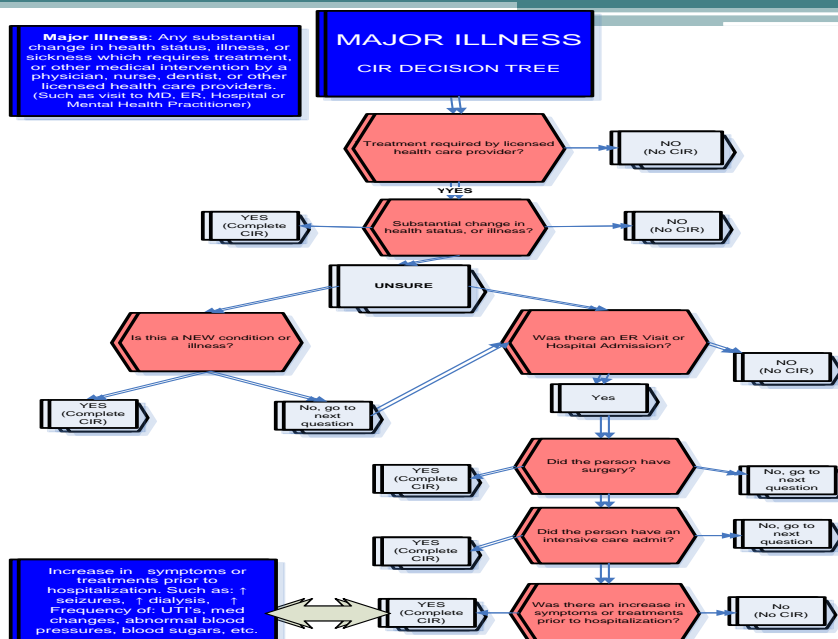 Major Illness: Any substantial
change in health status, illness, or
sickness which requires treatment,
or other medical intervention by a
physician, nurse, dentist, or other
licensed health care providers.
(Such as visit to MD, ER, Hospital or
Mental Health Practitioner)
MAJOR ILLNESS
CIR DECISION TREE
Treatment required by licensed
health care provider?
NO
(No CIR)
YYES
YES
(Complete
CIR)
Substantial change in
health status, or illness?
NO
(No CIR)
UNSURE
Is this a NEW condition or
illness?
Was there an ER Visit or
Hospital Admission?
NO
(No CIR)
YES
(Complete
CIR)
No, go to
next
question
Yes
YES
(Complete
CIR)
Did the person have
surgery?
No, go to
next
question
YES
(Complete
CIR)
Did the person have an
intensive care admit?
No, go to
next
question
Increase in symptoms or
treatments prior to
hospitalization. Such as: ↑
seizures, ↑ dialysis, ↑
Frequency of: UTI's, med
changes, abnormal blood
pressures, blood sugars, etc.
YES
(Complete
CIR)
Was there an increase in
symptoms or treatments
prior to hospitalization?
No
(No CIR)